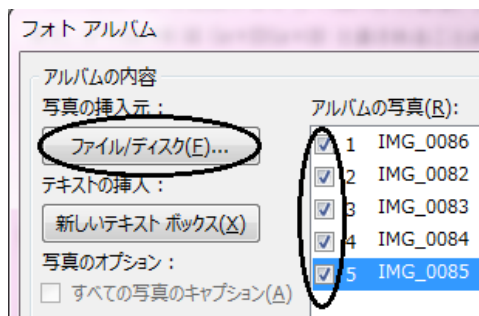 フォト アルバム
アルバムの内容
写真の挿入元：
ファイル/ディスク(F)...
テキストの挿入：
新しいテキスト ボックス(X)
写真のオプション：
すべての写真のキャプション(A)
アルバムの写真(R):
1 IMG_0086
2 IMG_0082
3 IMG_0083
4 IMG_0084
5 IMG_0085